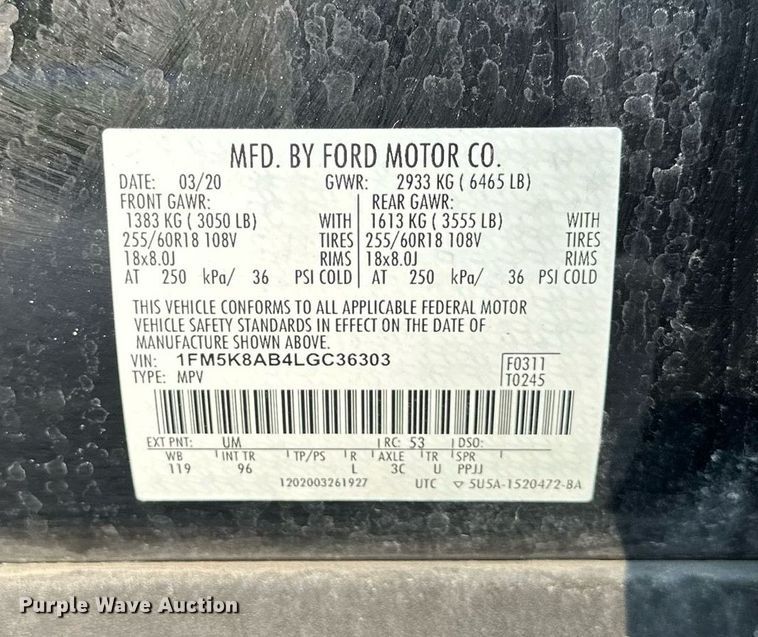 MFD. BY FORD MOTOR CO.
DATE: 03/20 GVWR: 2933 KG ( 6465 LB)
FRONT GAWR: REAR GAWR:
1383 KG ( 3050 LB) WITH 1613 KG ( 3555 LB) WITH
255/60R18 108V TIRES 255/60R18 108V TIRES
18x8.0J RIMS 18x8.0J RIMS
AT 250 kPa/ 36 PSI COLD AT 250 kPa/ 36 PSI COLD
THIS VEHICLE CONFORMS TO ALL APPLICABLE FEDERAL MOTOR
VEHICLE SAFETY STANDARDS IN EFFECT ON THE DATE OF
MANUFACTURE SHOWN ABOVE.
VIN: 1FM5K8AB4LGC36303 F0311
TYPE: MPV T0245
EXT PNT: UM RC: 53 DSO:
WB INT TR TP/PS R AXLE TR SPR
119 96 L 3C U PPJJ
1202003261927 UTC ▽ 5U5A-1520472-BA
Purple Wave Auction